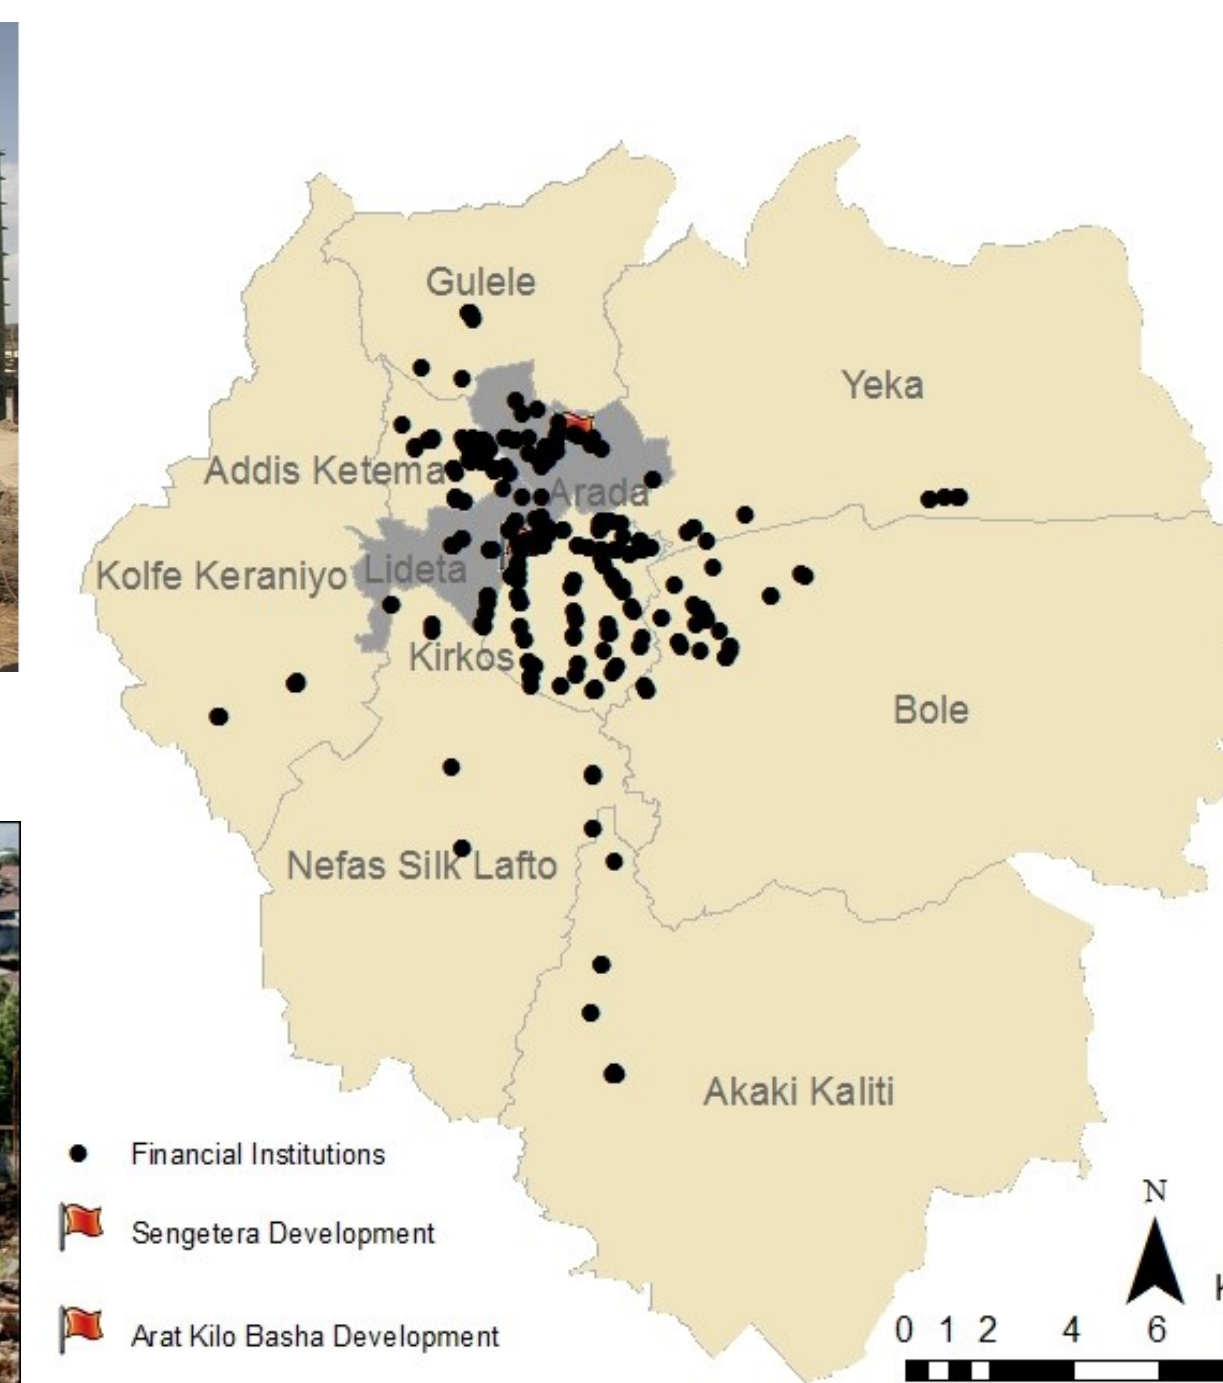 Gulele
Yeka
Addis Ketema
Arada
Kolfe Keraniyo
Lideta
Kirkos
Bole
Nefas Silk Lafto
Akaki Kaliti
Financial Institutions
Sengetera Development
Arat Kilo Basha Development
N
0 1 2 4 6